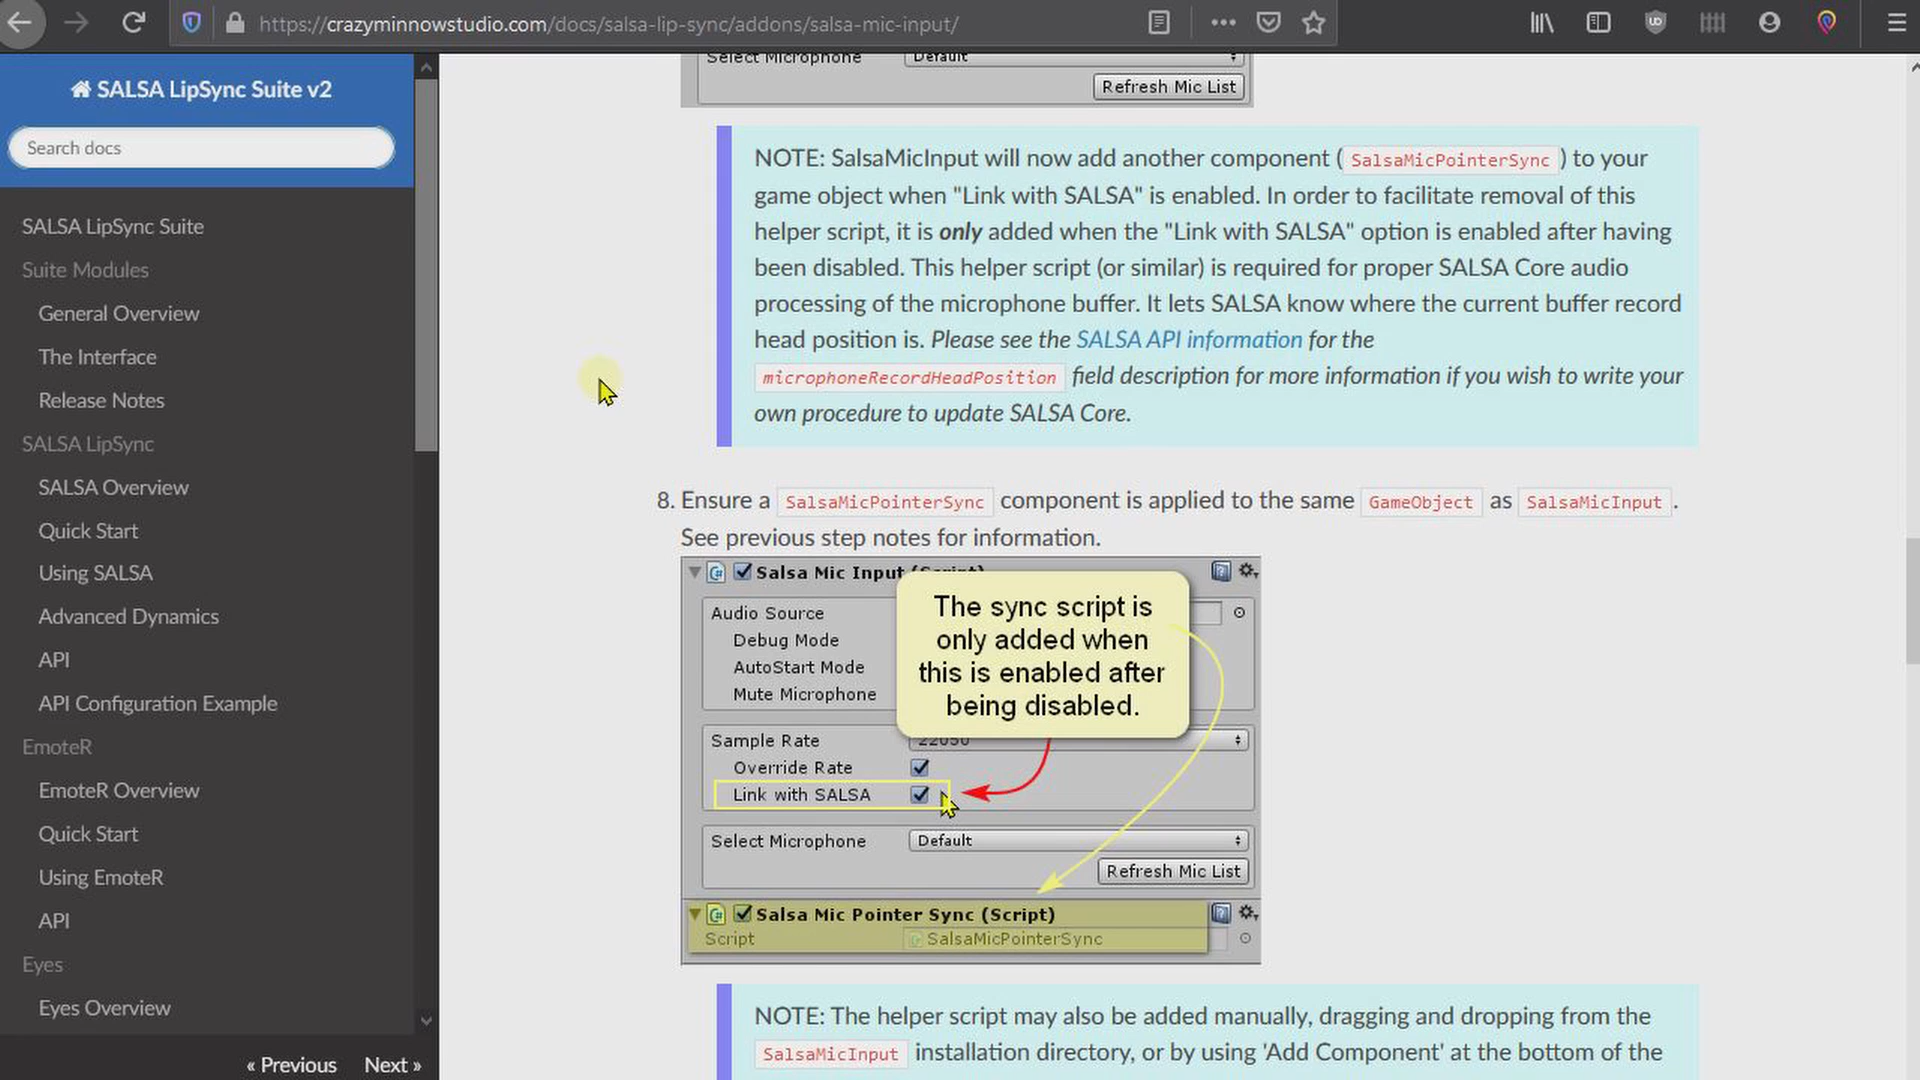 https://crazyminnowstudio.com/docs/salsa-lip-sync/addons/salsa-mic-input/
SALSA LipSync Suite v2
Search docs
SALSA LipSync Suite
Suite Modules
General Overview
The Interface
Release Notes
SALSA LipSync
SALSA Overview
Quick Start
Using SALSA
Advanced Dynamics
API
API Configuration Example
EmoteR
EmoteR Overview
Quick Start
Using EmoteR
API
Eyes
Eyes Overview
« Previous Next »
Select Microphone Default
Refresh Mic List
NOTE: SalsaMicInput will now add another component ( SalsaMicPointerSync ) to your
game object when "Link with SALSA" is enabled. In order to facilitate removal of this
helper script, it is only added when the "Link with SALSA" option is enabled after having
been disabled. This helper script (or similar) is required for proper SALSA Core audio
processing of the microphone buffer. It lets SALSA know where the current buffer record
head position is. Please see the SALSA API information for the
microphoneRecordHeadPosition field description for more information if you wish to write your
own procedure to update SALSA Core.
8. Ensure a SalsaMicPointerSync component is applied to the same GameObject as SalsaMicInput .
See previous step notes for information.
Salsa Mic Input (Script)
Audio Source
Debug Mode
AutoStart Mode
Mute Microphone
The sync script is
only added when
this is enabled after
being disabled.
Sample Rate 22050
Override Rate
Link with SALSA
Select Microphone Default
Refresh Mic List
Salsa Mic Pointer Sync (Script)
Script SalsaMicPointerSync
NOTE: The helper script may also be added manually, dragging and dropping from the
SalsaMicInput installation directory, or by using 'Add Component' at the bottom of the